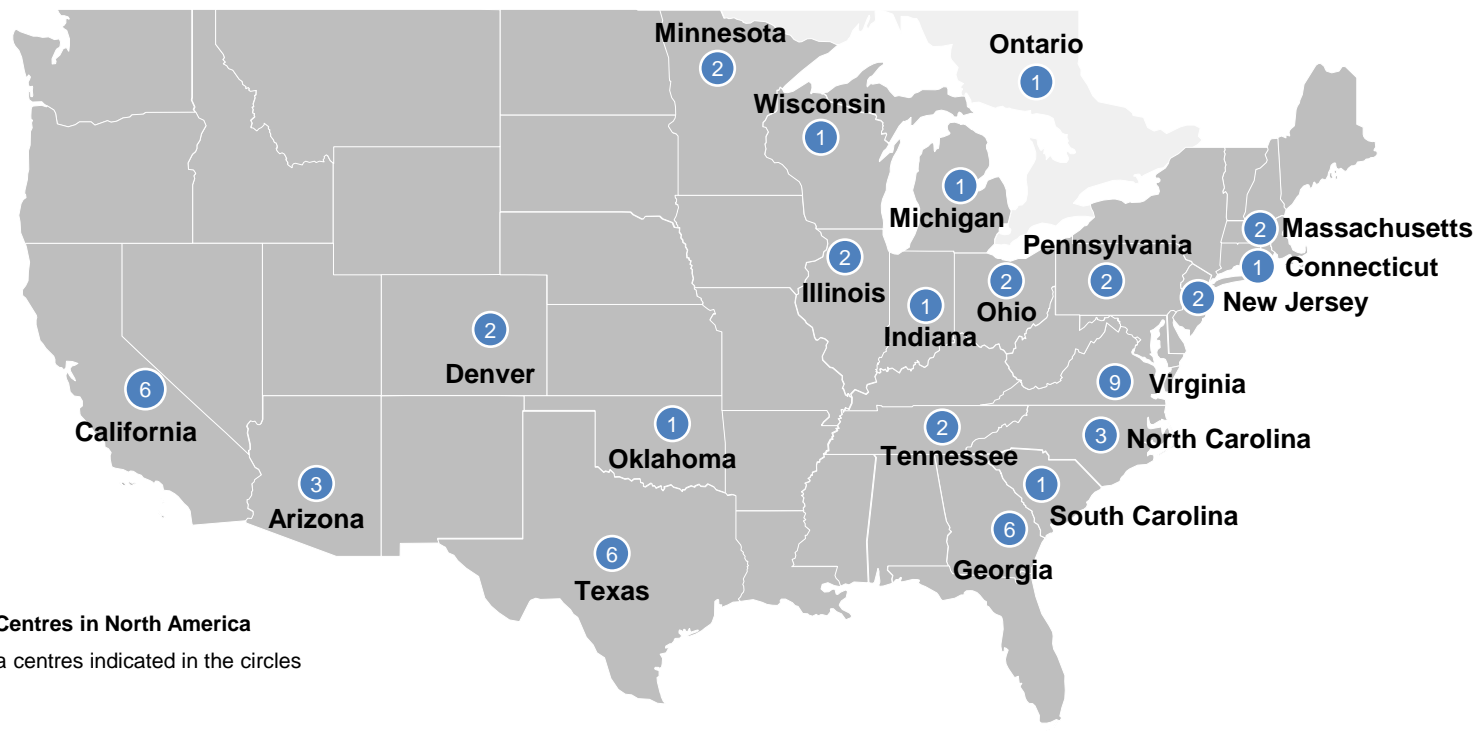 Minnesota
2
Ontario
1
Wisconsin
1
1
Michigan
2
Massachusetts
Pennsylvania
2
1
Connecticut
2
Illinois
2
Ohio
1
Indiana
2
New Jersey
2
Denver
9
Virginia
6
California
1
Oklahoma
2
Tennessee
3
North Carolina
3
Arizona
1
South Carolina
6
Georgia
6
Texas
Centres in North America
a centres indicated in the circles